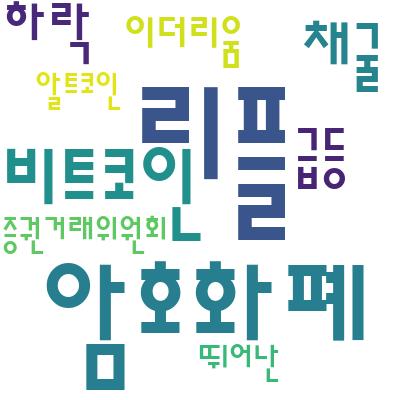 하락
이더리움
채굴
알트코인
리플
급등
비트코인
증권거래위원회
암호화폐
뛰어난